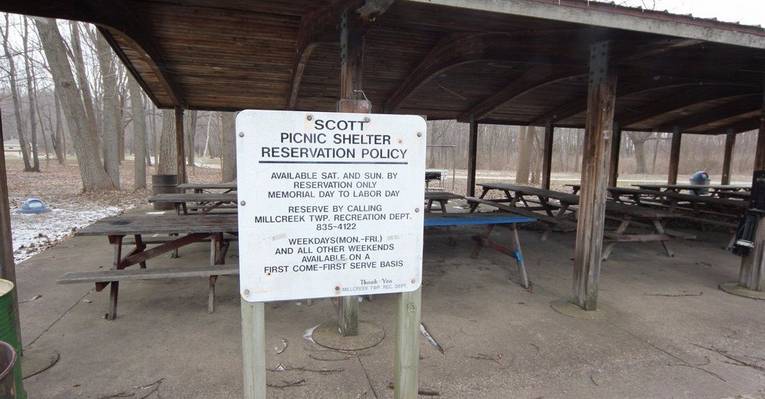 SCOTT
PICNIC SHELTER
RESERVATION POLICY
AVAILABLE SAT. AND SUN. BY
RESERVATION ONLY
MEMORIAL DAY TO LABOR DAY
RESERVE BY CALLING
MILLCREEK TWP. RECREATION DEPT.
835-4122
WEEKDAYS(MON.-FRI.)
AND ALL OTHER WEEKENDS
AVAILABLE ON A
FIRST COME-FIRST SERVE BASIS
Thank You
MILLCREEK TWP. REC. DEPT.